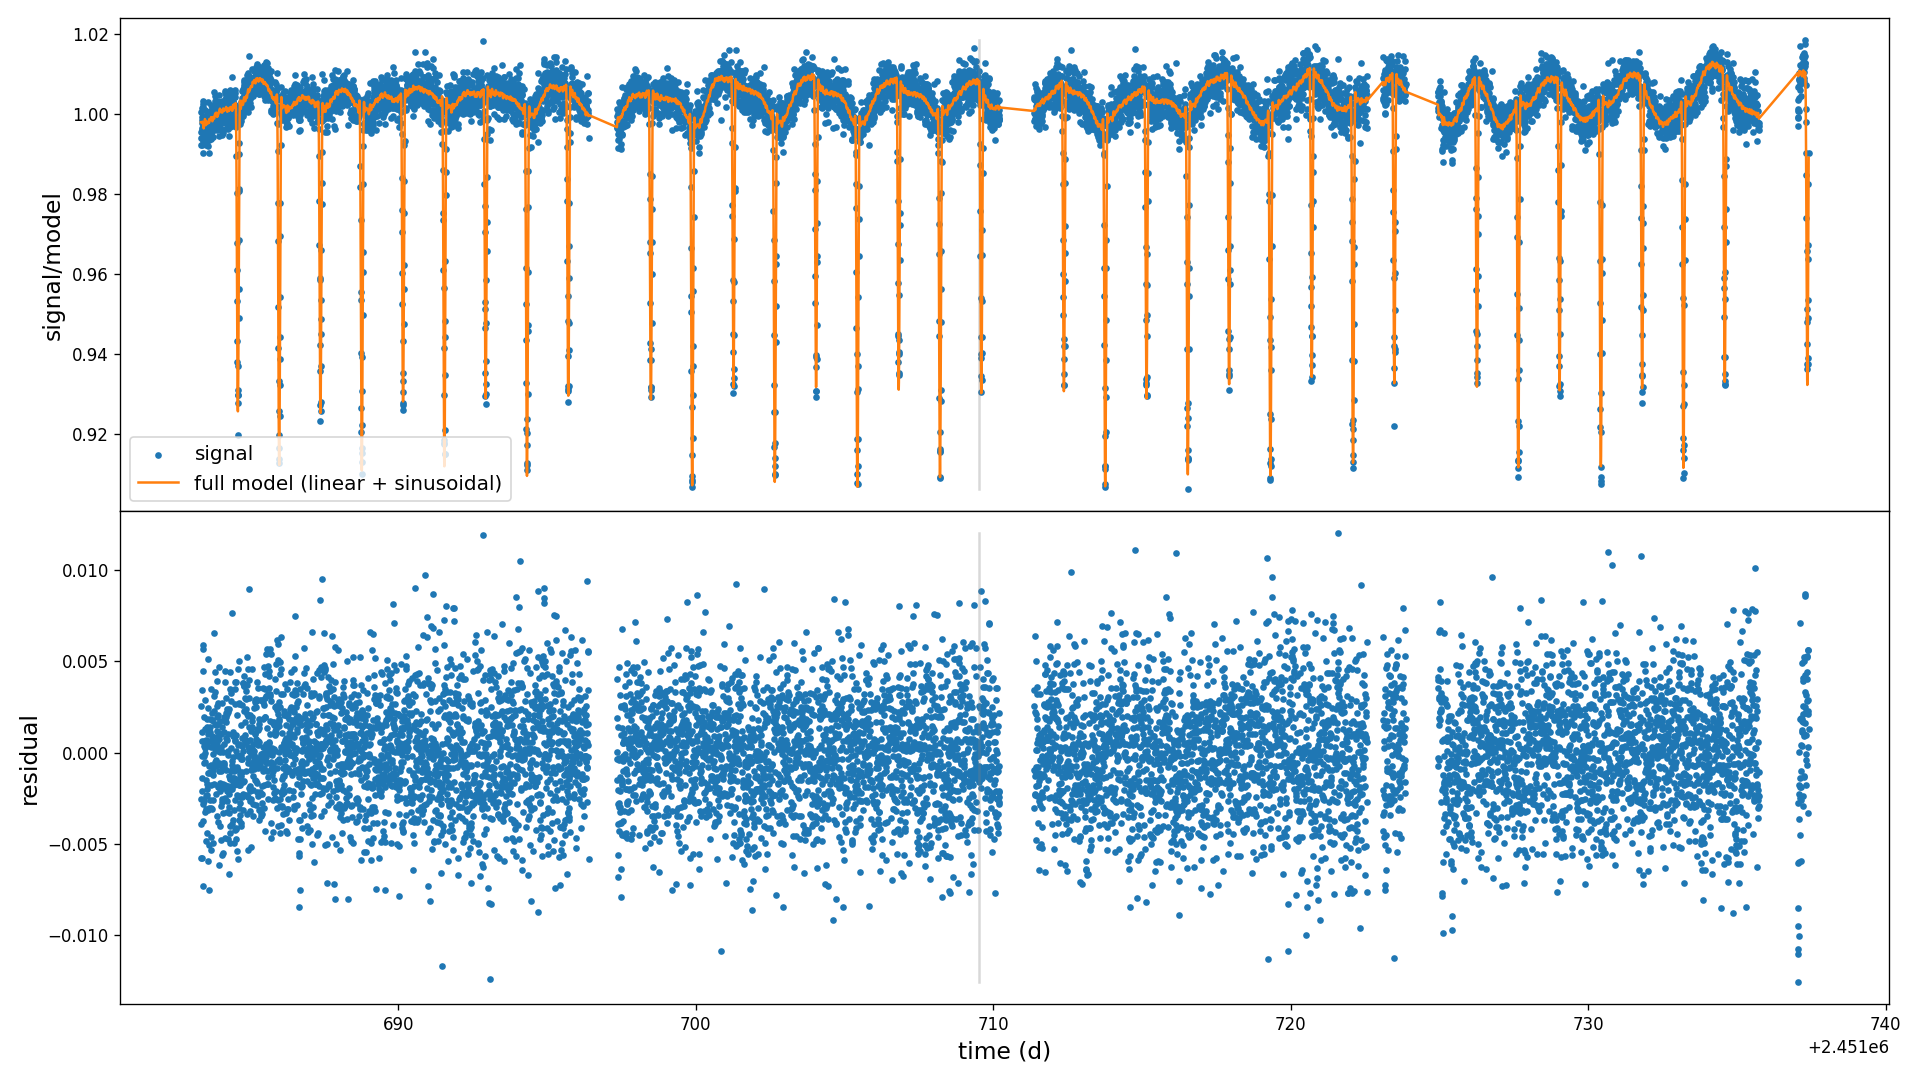 1.02
1.00
0.98
0.96
0.94
0.92
signal/model
signal
full model (linear + sinusoidal)
0.010
0.005
0.000
−0.005
−0.010
residual
690
700
710
720
730
740
time (d)
+2.451e6